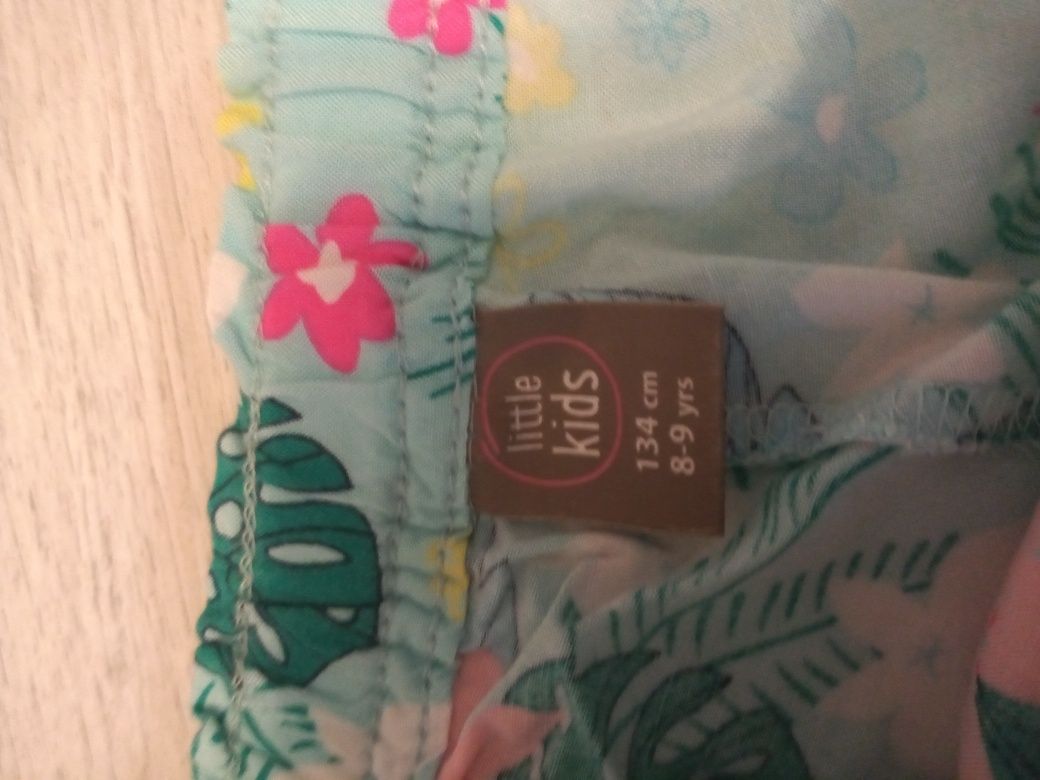 little
kids
134 cm
8-9 yrs